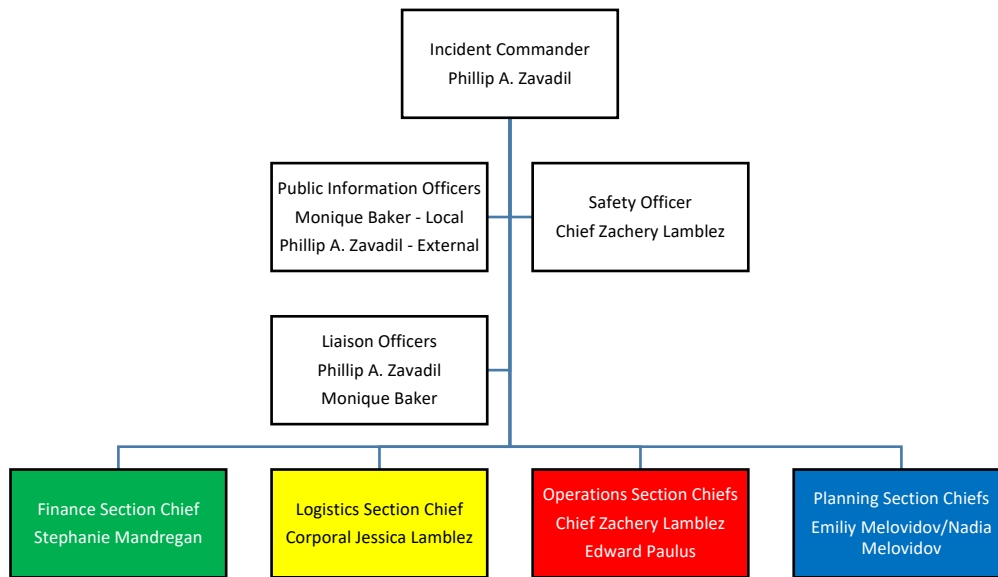 Incident Commander
Phillip A. Zavadil
Public Information Officers
Monique Baker - Local
Phillip A. Zavadil - External
Safety Officer
Chief Zachery Lamblez
Liaison Officers
Phillip A. Zavadil
Monique Baker
Finance Section Chief
Stephanie Mandregan
Logistics Section Chief
Corporal Jessica Lamblez
Operations Section Chiefs
Chief Zachery Lamblez
Edward Paulus
Planning Section Chiefs
Emiliy Melovidov/Nadia
Melovidov